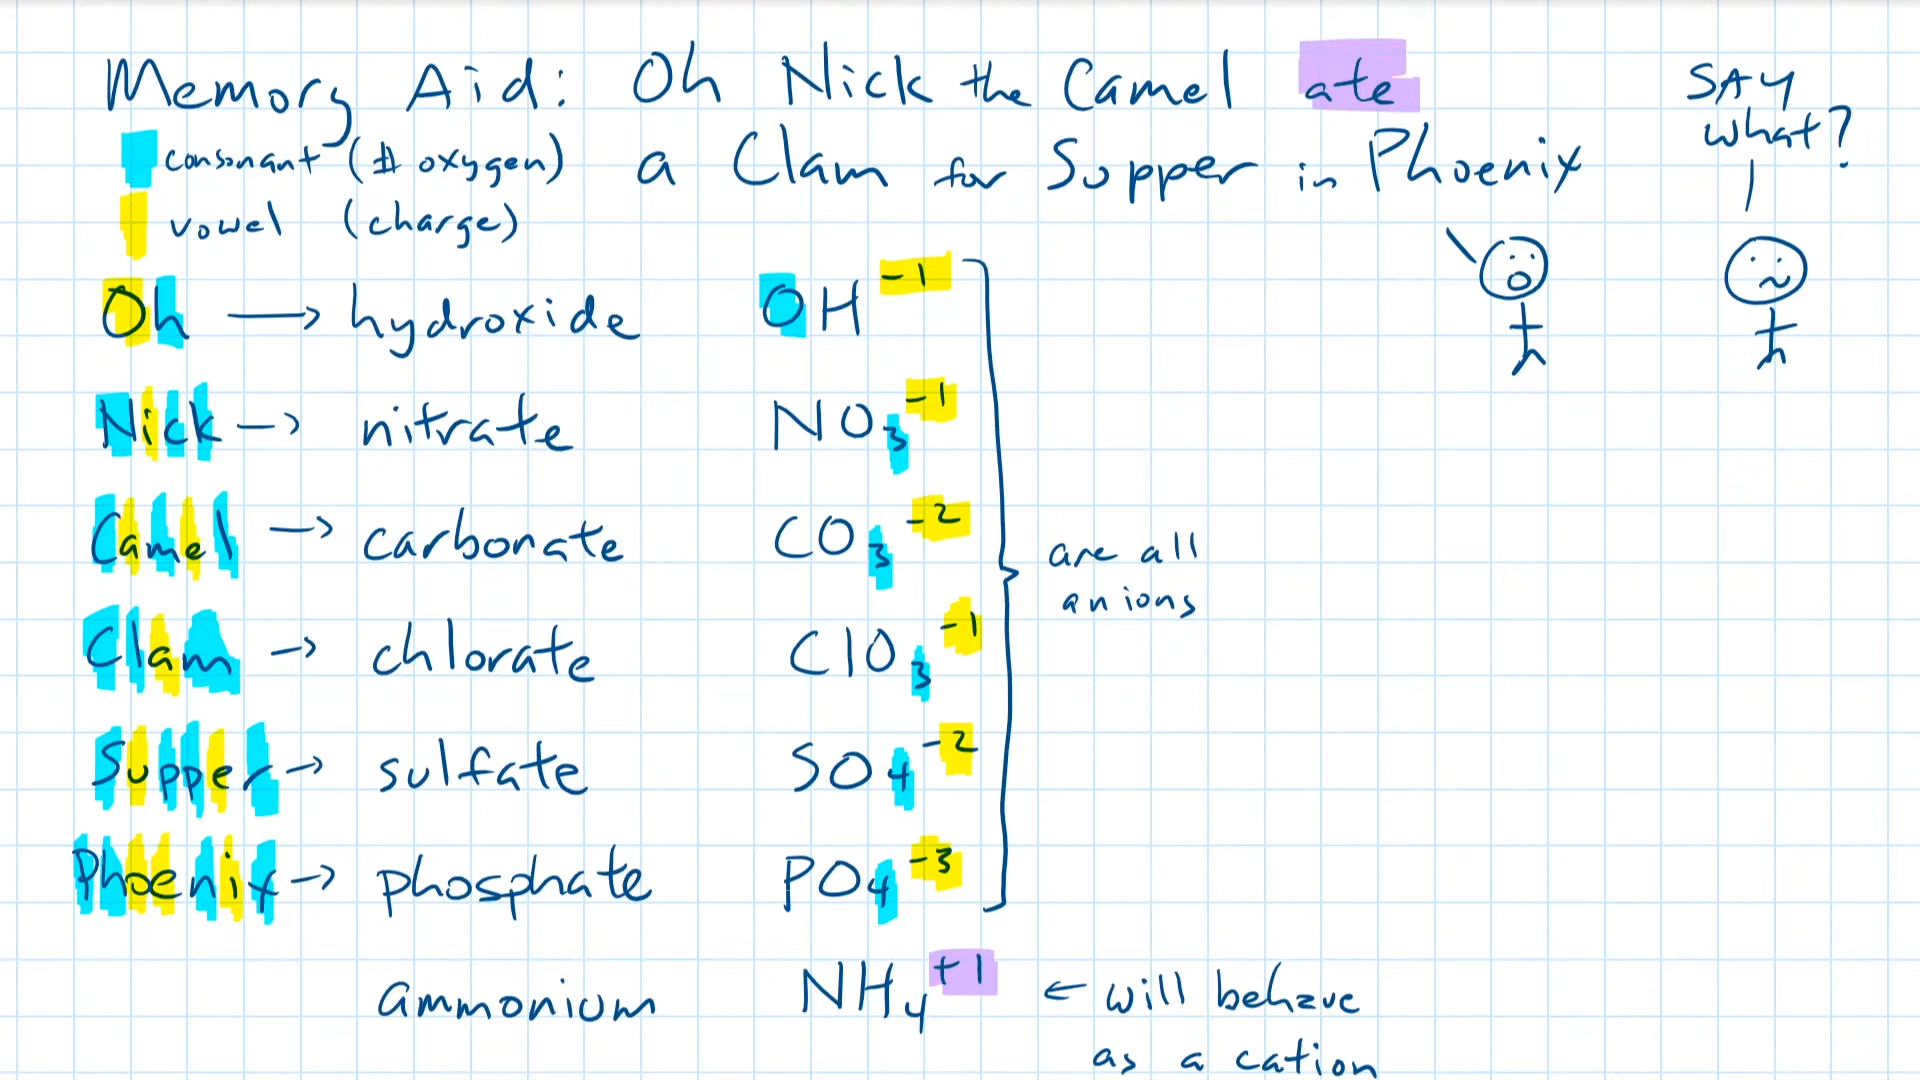 Memory Aid: Oh Nick the Camel ate
a Clam for Supper in Phoenix
SAY
what?
consonant (# oxygen)
vowel (charge)
Oh → hydroxide OH⁻¹
Nick → nitrate NO₃⁻¹
Camel → carbonate CO₃⁻²
Clam → chlorate ClO₃⁻¹
Supper → sulfate SO₄⁻²
Phoenix → phosphate PO₄⁻³
are all
anions
ammonium NH₄⁺¹ ← will behave
as a cation